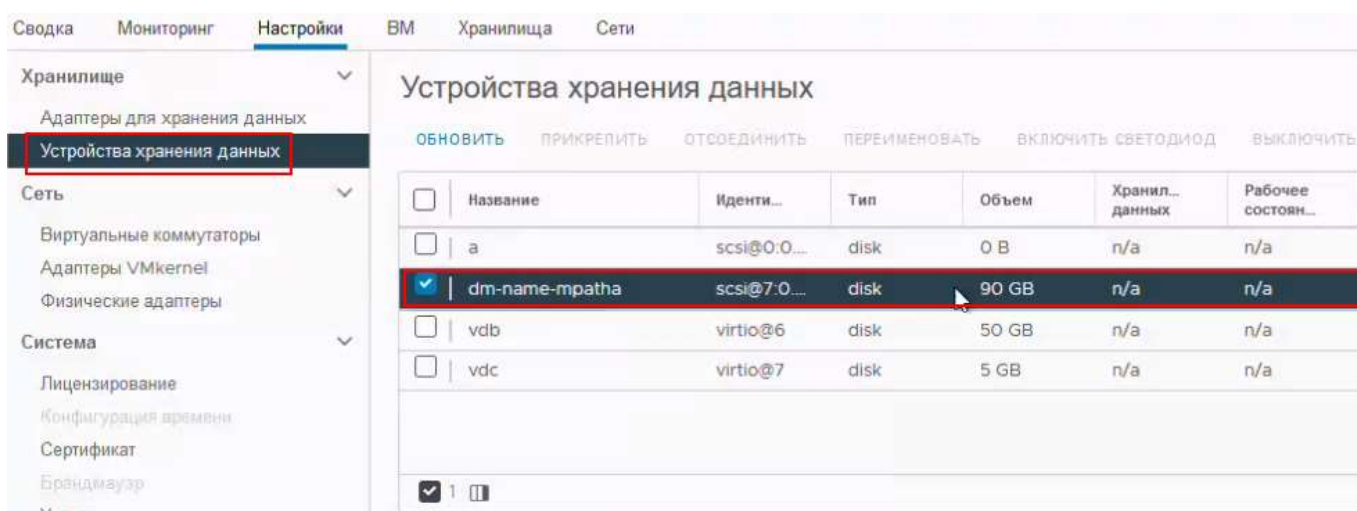 Сводка Мониторинг Настройки ВМ Хранилища Сети
Хранилище
Адаптеры для хранения данных
Устройства хранения данных
Сеть
Виртуальные коммутаторы
Адаптеры VMkernel
Физические адаптеры
Система
Лицензирование
Конфигурация времени
Сертификат
Брандмауэр
Устройства хранения данных
ОБНОВИТЬ ПРИКРЕПИТЬ ОТСОЕДИНИТЬ ПЕРЕИМЕНОВАТЬ ВКЛЮЧИТЬ СВЕТОДИОД ВЫКЛЮЧИТЬ
Название Иденти... Тип Объем Хранил... данных Рабочее состоян...
a scsi@0:0.... disk 0 B n/a n/a
dm-name-mpatha scsi@7:0.... disk 90 GB n/a n/a
vdb virtio@6 disk 50 GB n/a n/a
vdc virtio@7 disk 5 GB n/a n/a
1